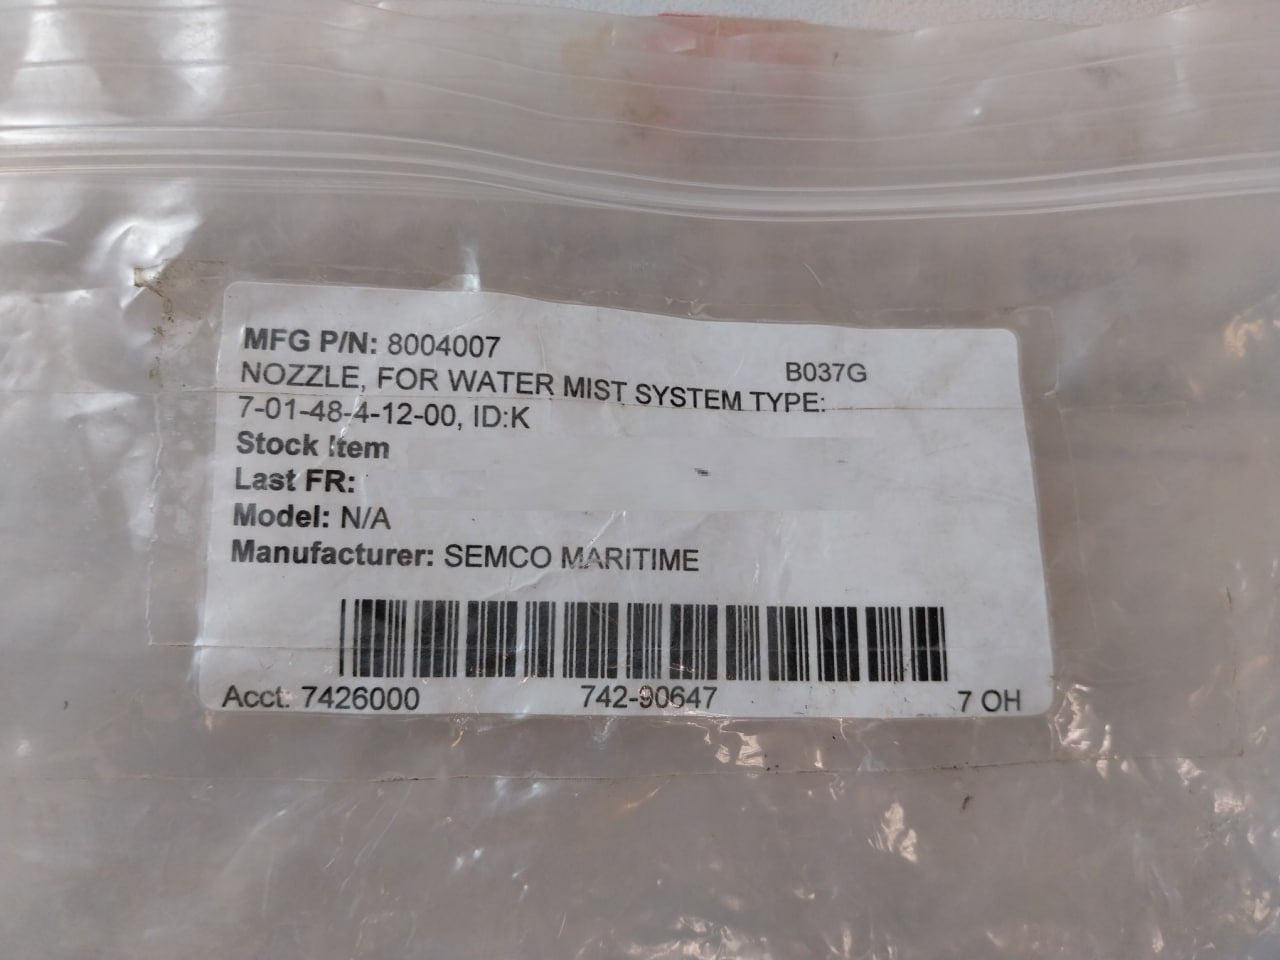 MFG P/N: 8004007
B037G
NOZZLE, FOR WATER MIST SYSTEM TYPE:
7-01-48-4-12-00, ID:K
Stock Item
Last FR:
Model: N/A
Manufacturer: SEMCO MARITIME
Acct: 7426000 742-90647 7 OH